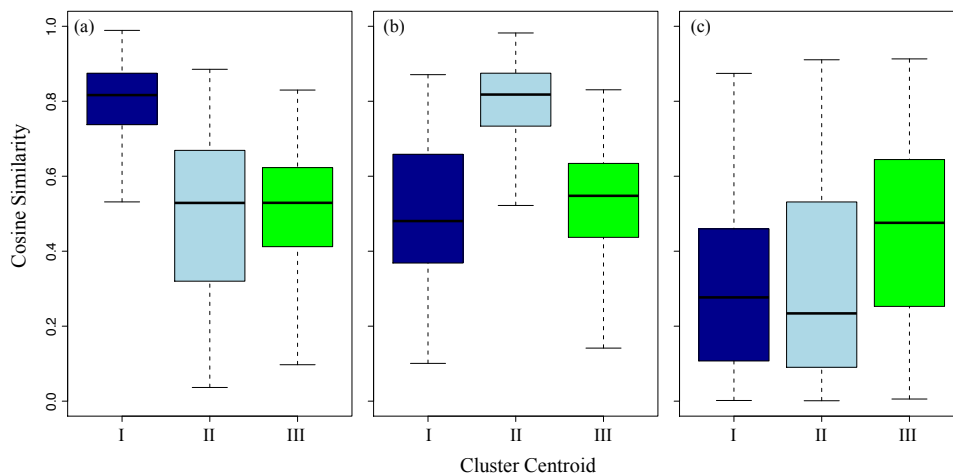 (a)
(b)
(c)
Cosine Similarity
1.0
0.8
0.6
0.4
0.2
0.0
I II III
I II III
I II III
Cluster Centroid